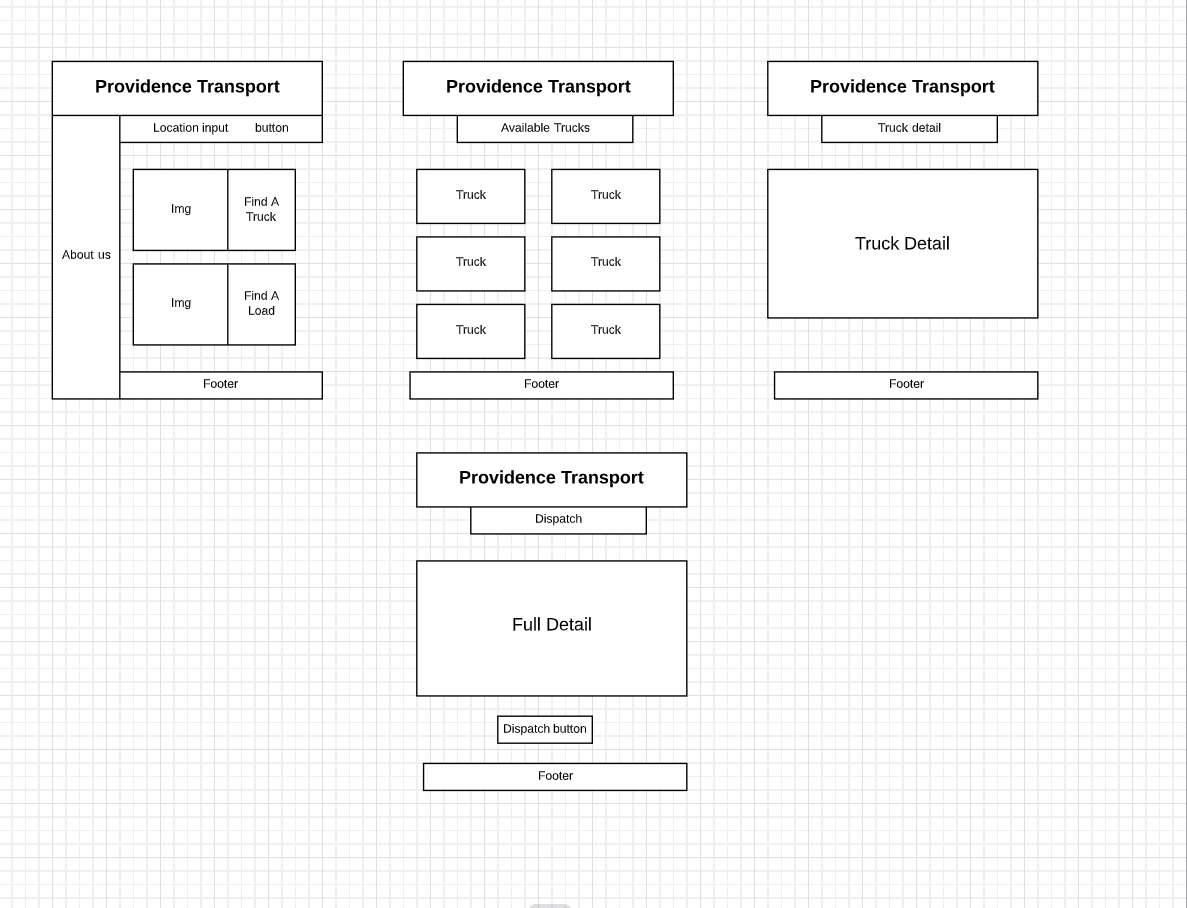 Providence Transport
Location input button
About us
Img
Find A
Truck
Img
Find A
Load
Footer
Providence Transport
Available Trucks
Truck
Truck
Truck
Truck
Truck
Truck
Footer
Providence Transport
Truck detail
Truck Detail
Footer
Providence Transport
Dispatch
Full Detail
Dispatch button
Footer